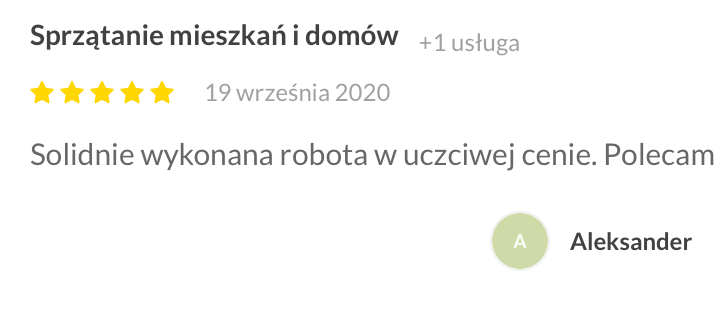 Sprzątanie mieszkań i domów +1 usługa
19 września 2020
Solidnie wykonana robota w uczciwej cenie. Polecam
A Aleksander